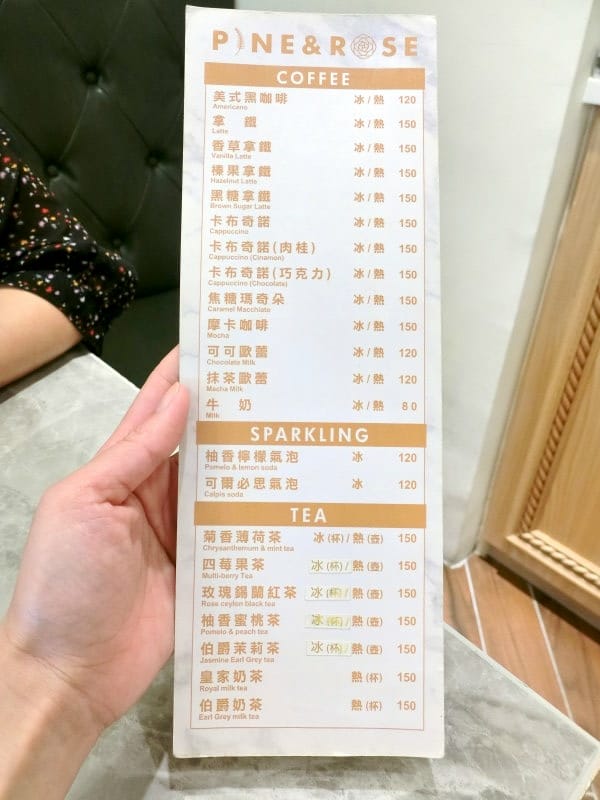 PINE&ROSE
COFFEE
美式黑咖啡 冰/熱 120
Americano
拿 鐵 冰/熱 150
Latte
香草拿鐵 冰/熱 150
Vanilla Latte
榛果拿鐵 冰/熱 150
Hazelnut Latte
黑糖拿鐵 冰/熱 150
Brown Sugar Latte
卡布奇諾 冰/熱 150
Cappuccino
卡布奇諾(肉桂) 冰/熱 150
Cappuccino (Cinamon)
卡布奇諾(巧克力) 冰/熱 150
Cappuccino (Chocolate)
焦糖瑪奇朵 冰/熱 150
Caramel Macchiato
摩卡咖啡 冰/熱 150
Mocha
可可歐蕾 冰/熱 120
Chocolate Milk
抹茶歐蕾 冰/熱 120
Macha Milk
牛 奶 冰/熱 80
Milk
SPARKLING
柚香檸檬氣泡 冰 120
Pomelo & lemon soda
可爾必思氣泡 冰 120
Calpis soda
TEA
菊香薄荷茶 冰(杯)/熱(壺) 150
Chrysanthemum & mint tea
四莓果茶 冰(杯)/熱(壺) 150
Multi-berry Tea
玫瑰錫蘭紅茶 冰(杯)/熱(壺) 150
Rose ceylon black tea
柚香蜜桃茶 冰(杯)/熱(壺) 150
Pomelo & peach tea
伯爵茉莉茶 冰(杯)/熱(壺) 150
Jasmine Earl Grey tea
皇家奶茶 熱(杯) 150
Royal milk tea
伯爵奶茶 熱(杯) 150
Earl Grey milk tea